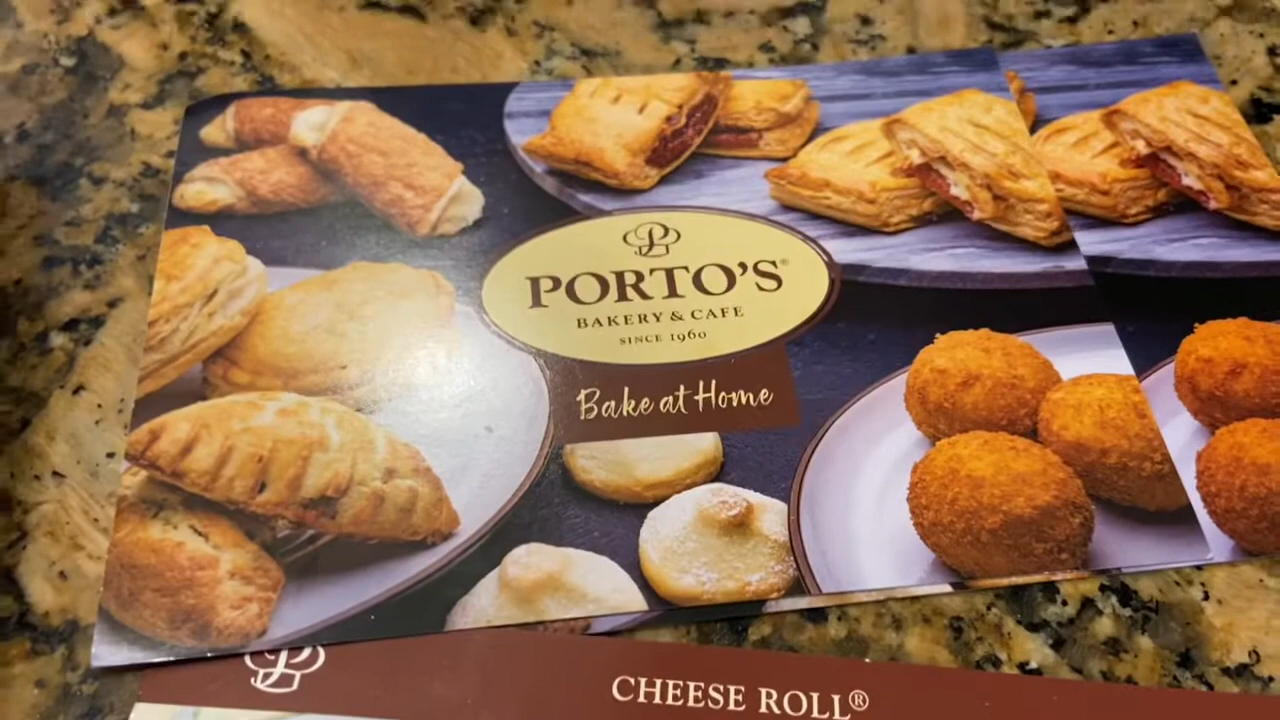 P
PORTO'S®
BAKERY & CAFE
SINCE 1960
Bake at Home
P
CHEESE ROLL®